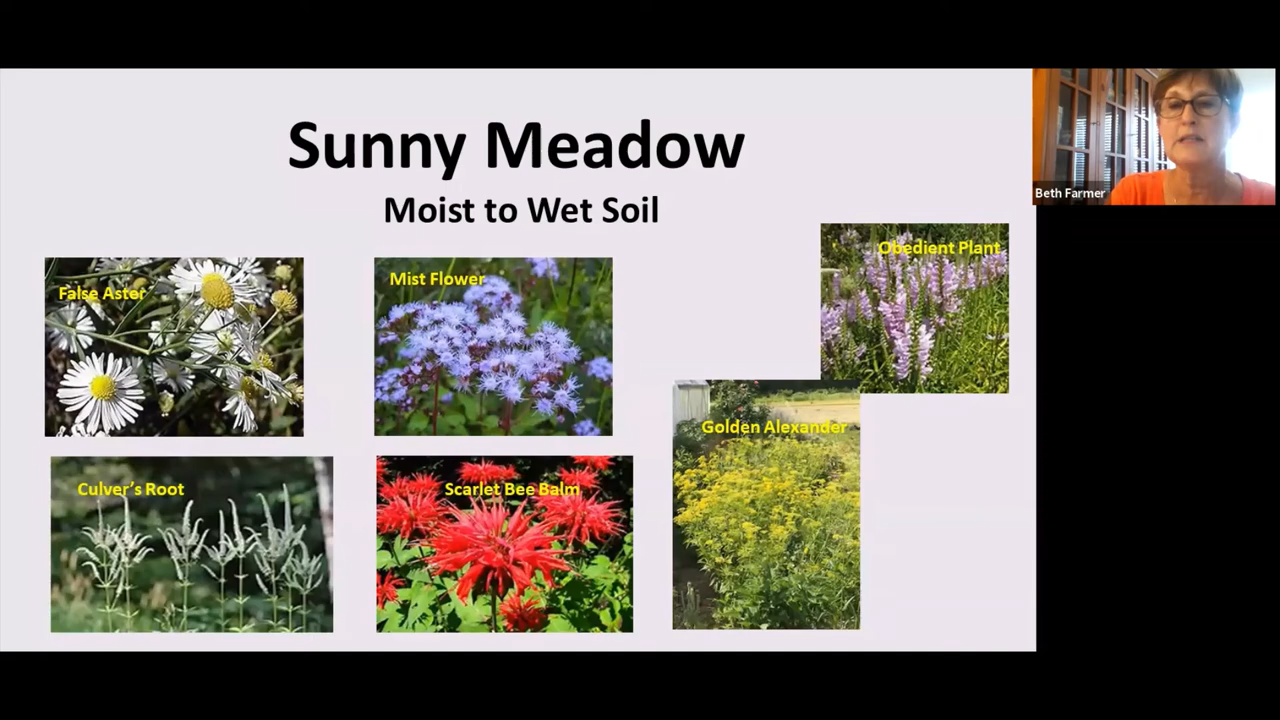 Sunny Meadow
Moist to Wet Soil
Beth Farmer
False Aster
Mist Flower
Obedient Plant
Golden Alexander
Culver's Root
Scarlet Bee Balm